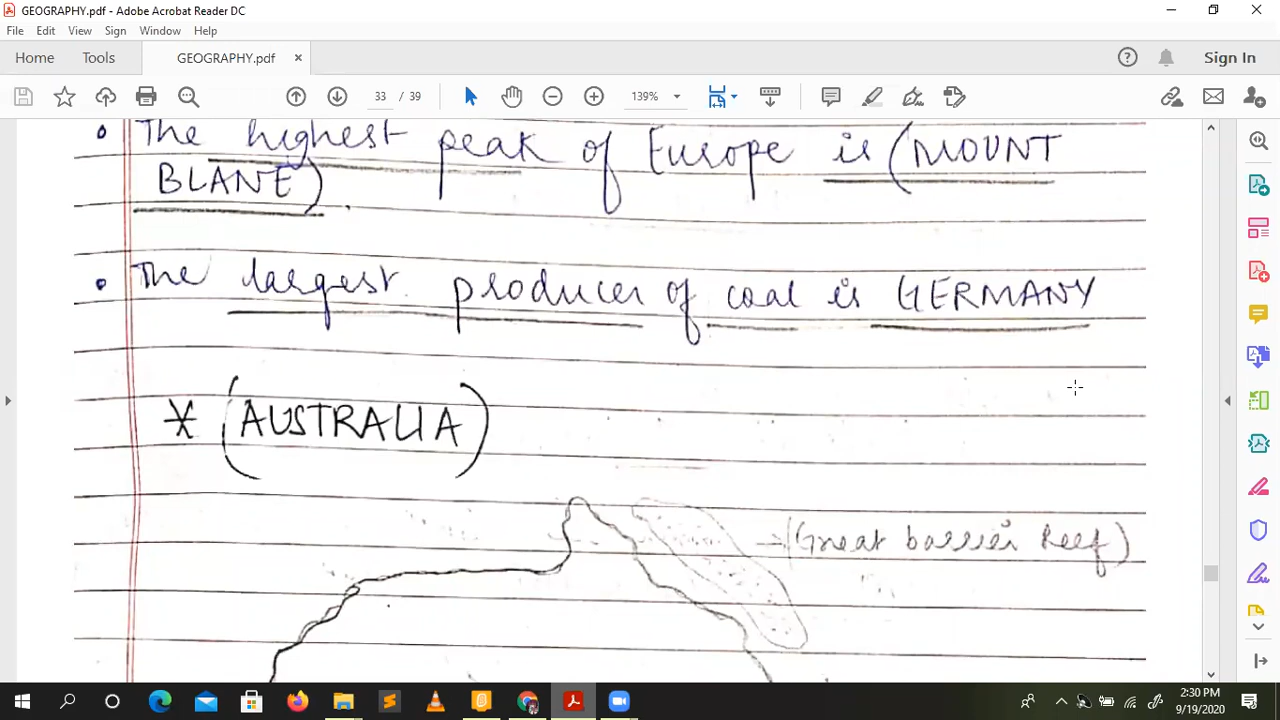 GEOGRAPHY.pdf - Adobe Acrobat Reader DC
File Edit View Sign Window Help
Home Tools GEOGRAPHY.pdf × Sign In
33 / 39 139%
• The highest peak of Europe is (MOUNT
BLANE).
• The largest producer of coal is GERMANY
* (AUSTRALIA)
→ (Great barrier Reef)
2:30 PM
9/19/2020